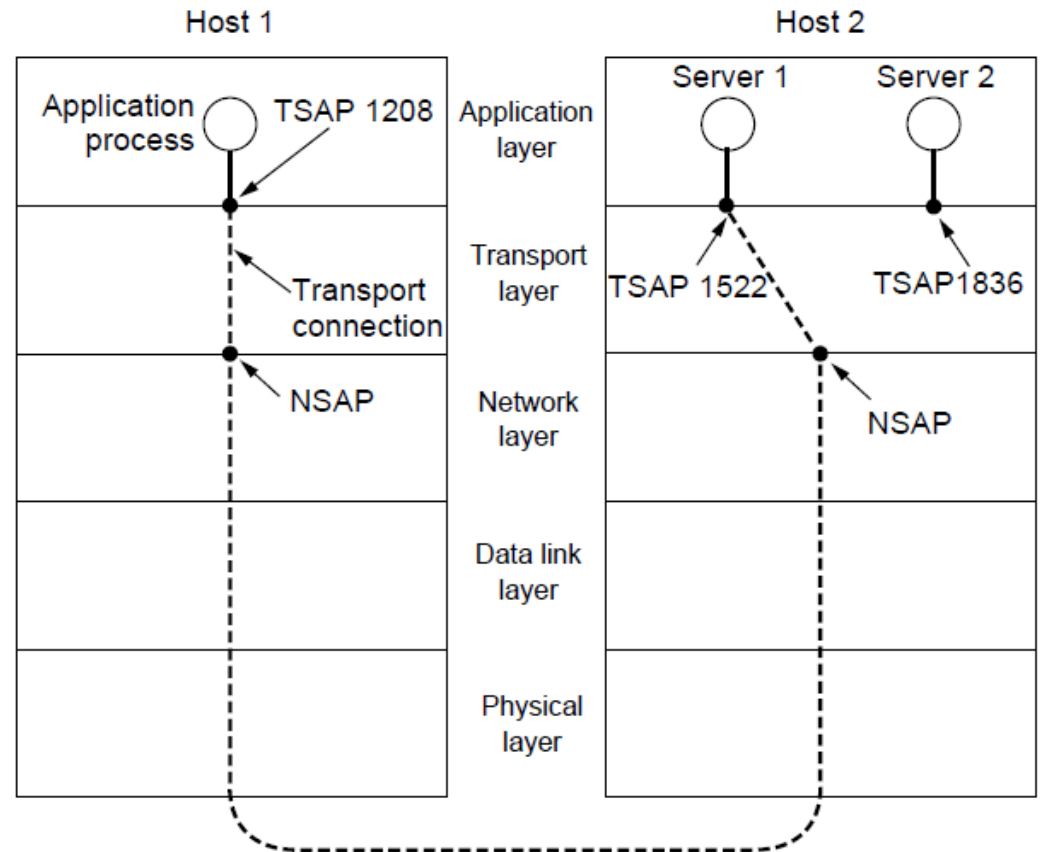 Host 1
Host 2
Application
process
TSAP 1208
Application
layer
Server 1
Server 2
Transport
layer
Transport
connection
TSAP 1522
TSAP1836
NSAP
Network
layer
NSAP
Data link
layer
Physical
layer